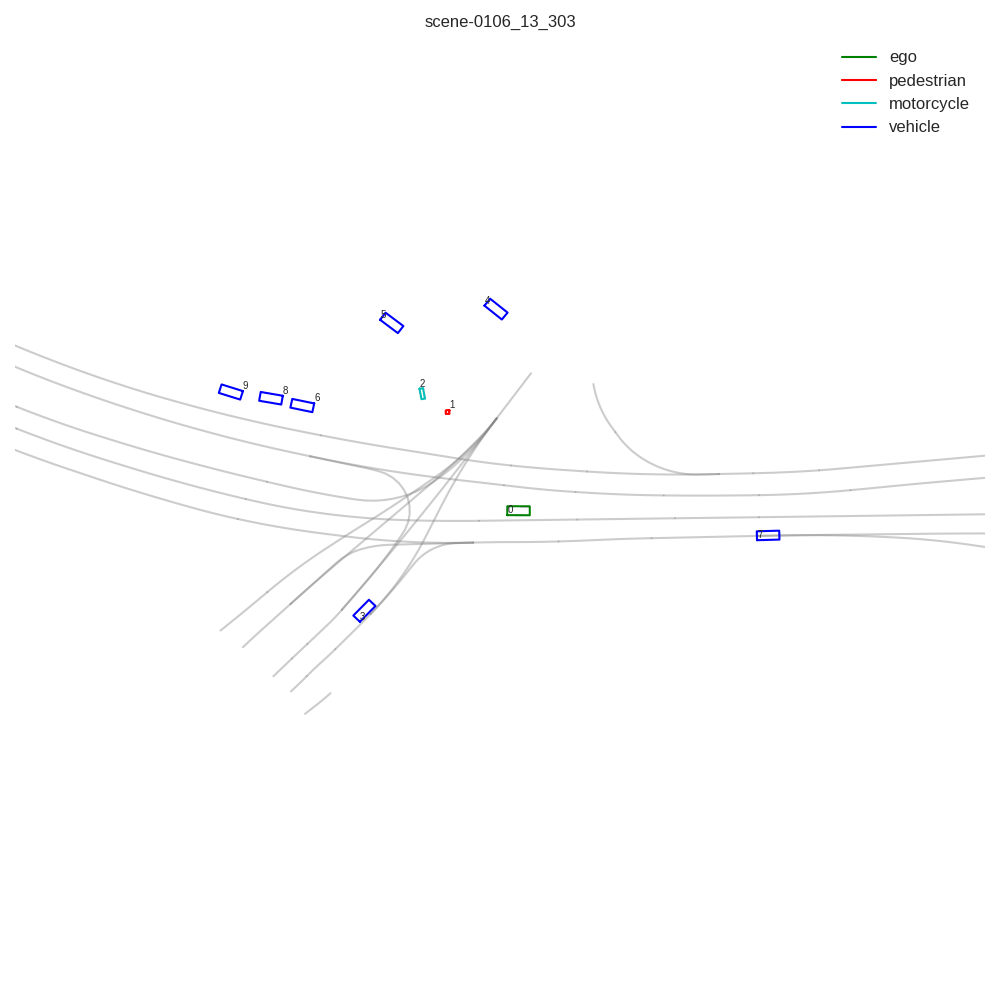 scene-0106_13_303
ego
pedestrian
motorcycle
vehicle
4
5
2
9
8
6
1
0
7
3